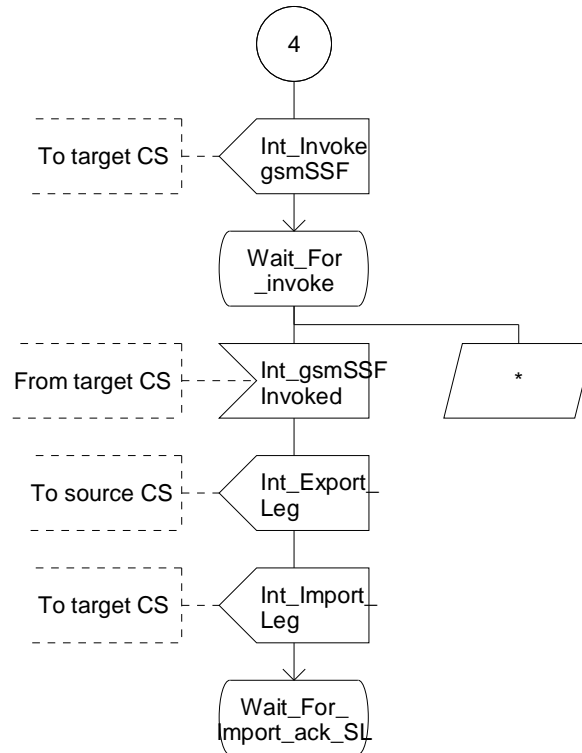 4
To target CS
Int_Invoke
gsmSSF
Wait_For
_invoke
From target CS
Int_gsmSSF
Invoked
*
To source CS
Int_Export_
Leg
To target CS
Int_Import_
Leg
Wait_For_
Import_ack_SL